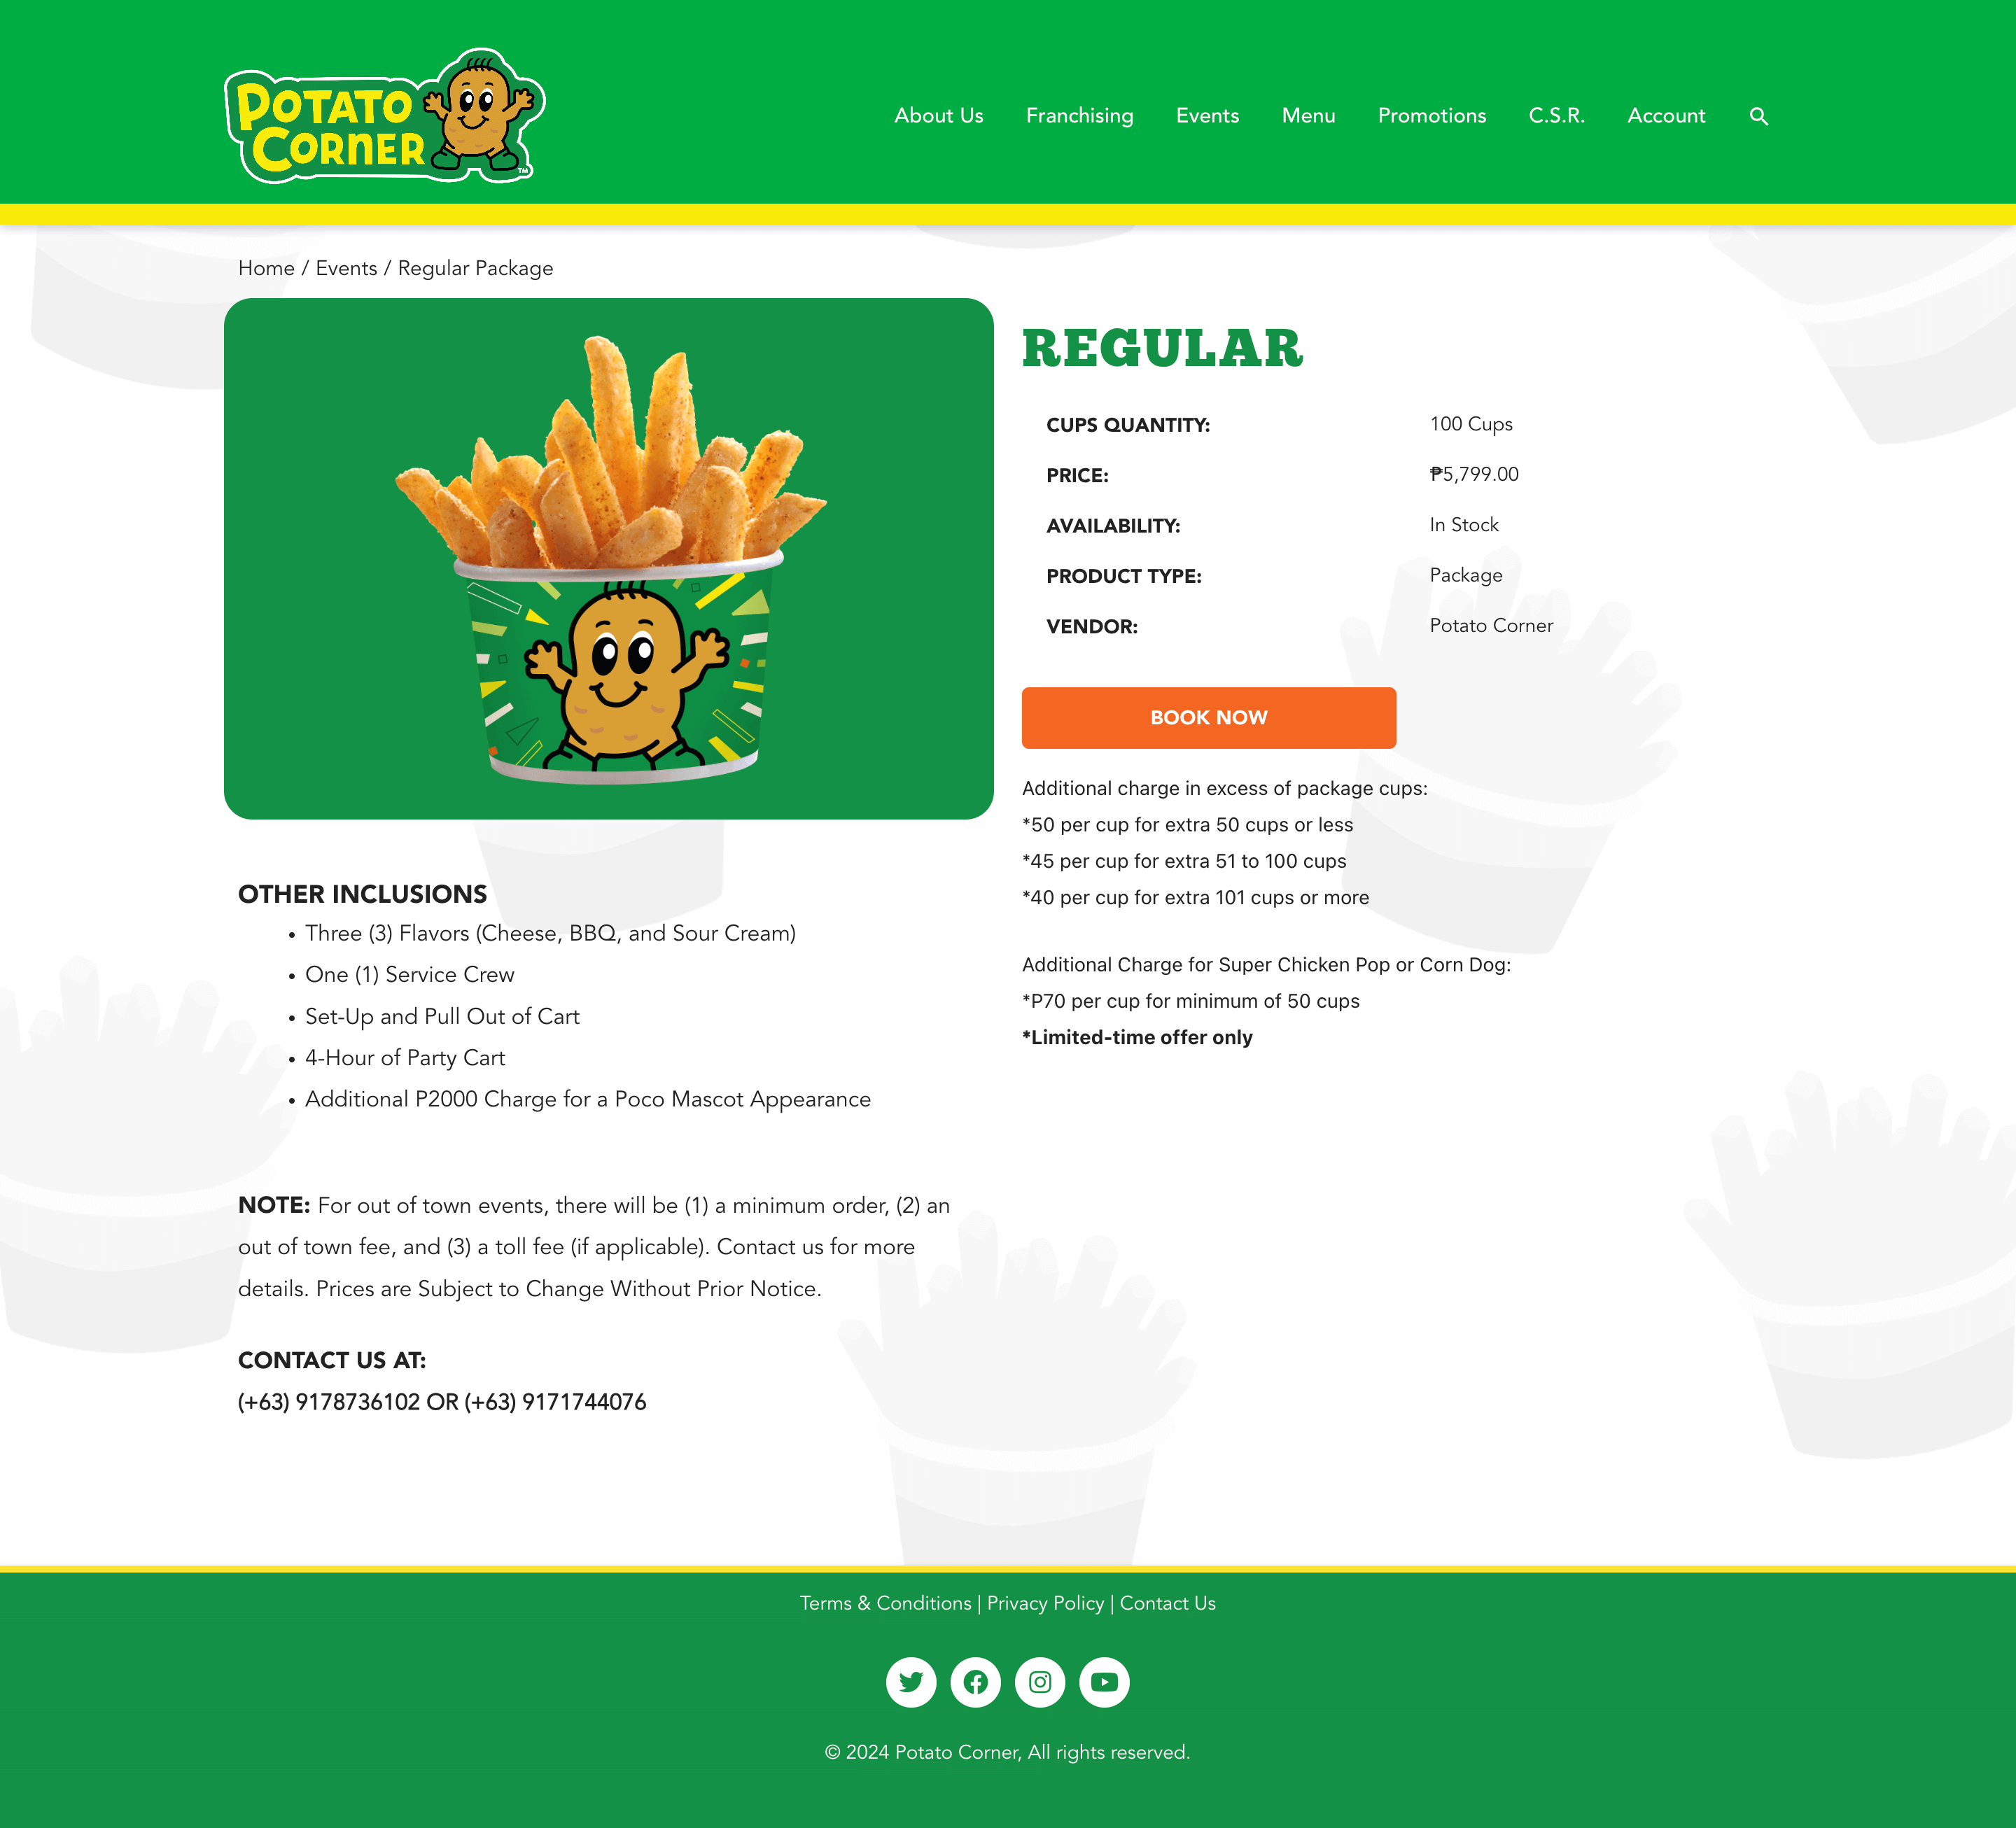 POTATO
CORNER
TM
About Us
Franchising
Events
Menu
Promotions
C.S.R.
Account
Home / Events / Regular Package
REGULAR
CUPS QUANTITY: 100 Cups
PRICE: ₱5,799.00
AVAILABILITY: In Stock
PRODUCT TYPE: Package
VENDOR: Potato Corner
BOOK NOW
Additional charge in excess of package cups:
*50 per cup for extra 50 cups or less
*45 per cup for extra 51 to 100 cups
*40 per cup for extra 101 cups or more
Additional Charge for Super Chicken Pop or Corn Dog:
*P70 per cup for minimum of 50 cups
*Limited-time offer only
OTHER INCLUSIONS
• Three (3) Flavors (Cheese, BBQ, and Sour Cream)
• One (1) Service Crew
• Set-Up and Pull Out of Cart
• 4-Hour of Party Cart
• Additional P2000 Charge for a Poco Mascot Appearance
NOTE: For out of town events, there will be (1) a minimum order, (2) an
out of town fee, and (3) a toll fee (if applicable). Contact us for more
details. Prices are Subject to Change Without Prior Notice.
CONTACT US AT:
(+63) 9178736102 OR (+63) 9171744076
Terms & Conditions | Privacy Policy | Contact Us
© 2024 Potato Corner, All rights reserved.